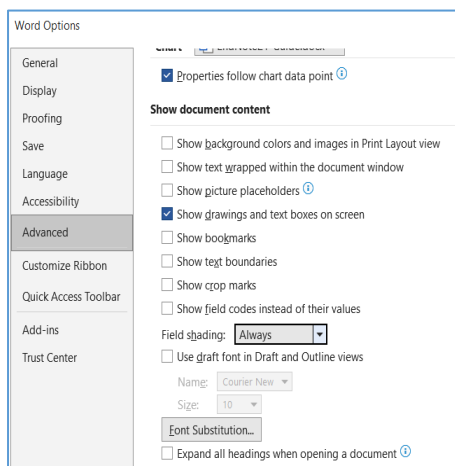 Word Options
General
Display
Proofing
Save
Language
Accessibility
Advanced
Customize Ribbon
Quick Access Toolbar
Add-ins
Trust Center
Properties follow chart data point
Show document content
Show background colors and images in Print Layout view
Show text wrapped within the document window
Show picture placeholders
Show drawings and text boxes on screen
Show bookmarks
Show text boundaries
Show crop marks
Show field codes instead of their values
Field shading: Always
Use draft font in Draft and Outline views
Name: Courier New
Size: 10
Font Substitution...
Expand all headings when opening a document